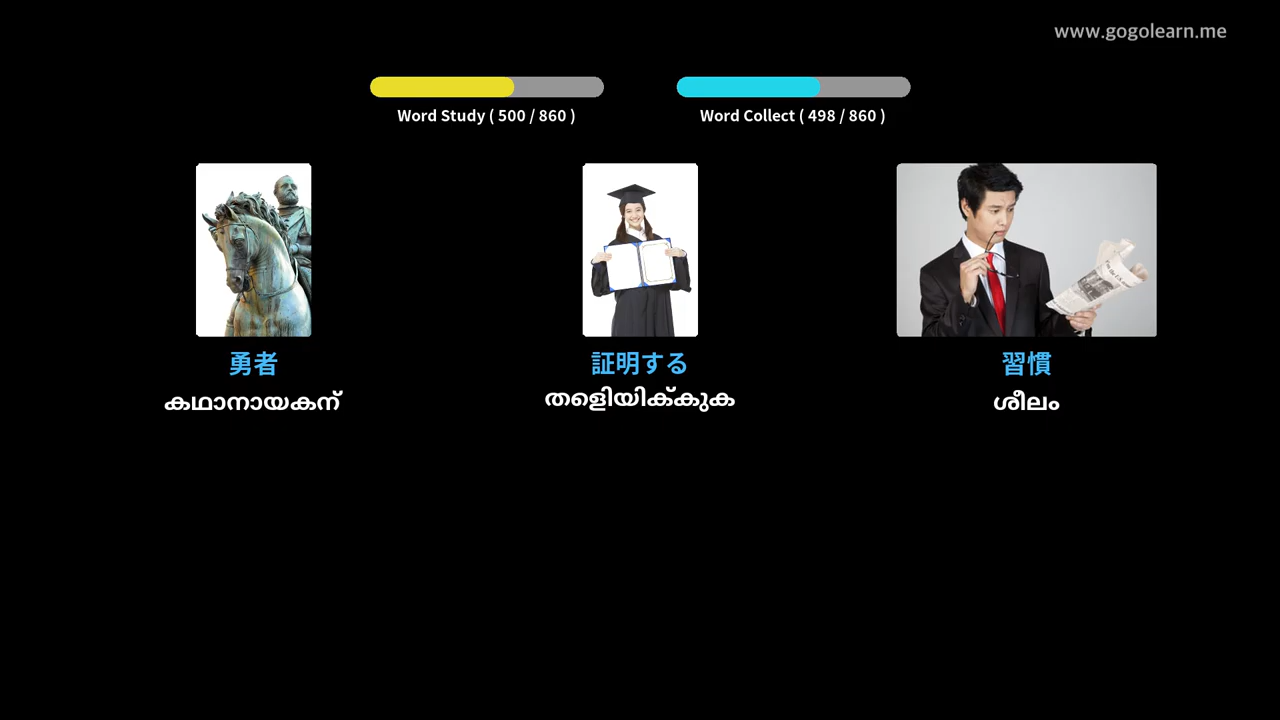 www.gogolearn.me
Word Study ( 500 / 860 )
Word Collect ( 498 / 860 )
勇者
കഥാനായകന്
証明する
തളെിയിക്കുക
習慣
ശീലം